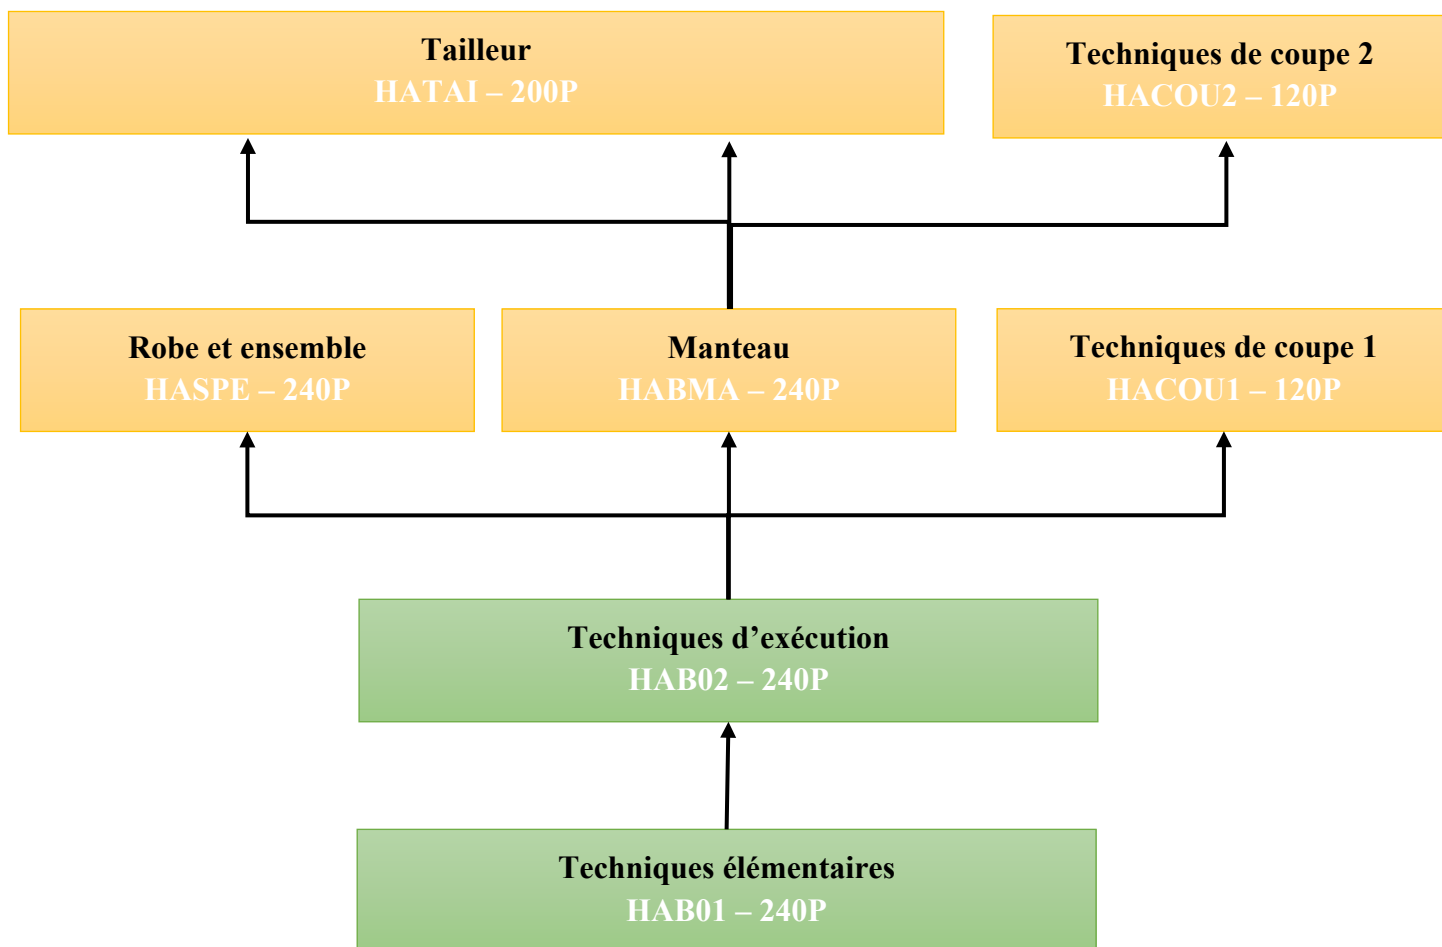 Tailleur
HATAI – 200P
Techniques de coupe 2
HACOU2 – 120P
Robe et ensemble
HASPE – 240P
Manteau
HABMA – 240P
Techniques de coupe 1
HACOU1 – 120P
Techniques d’exécution
HAB02 – 240P
Techniques élémentaires
HAB01 – 240P